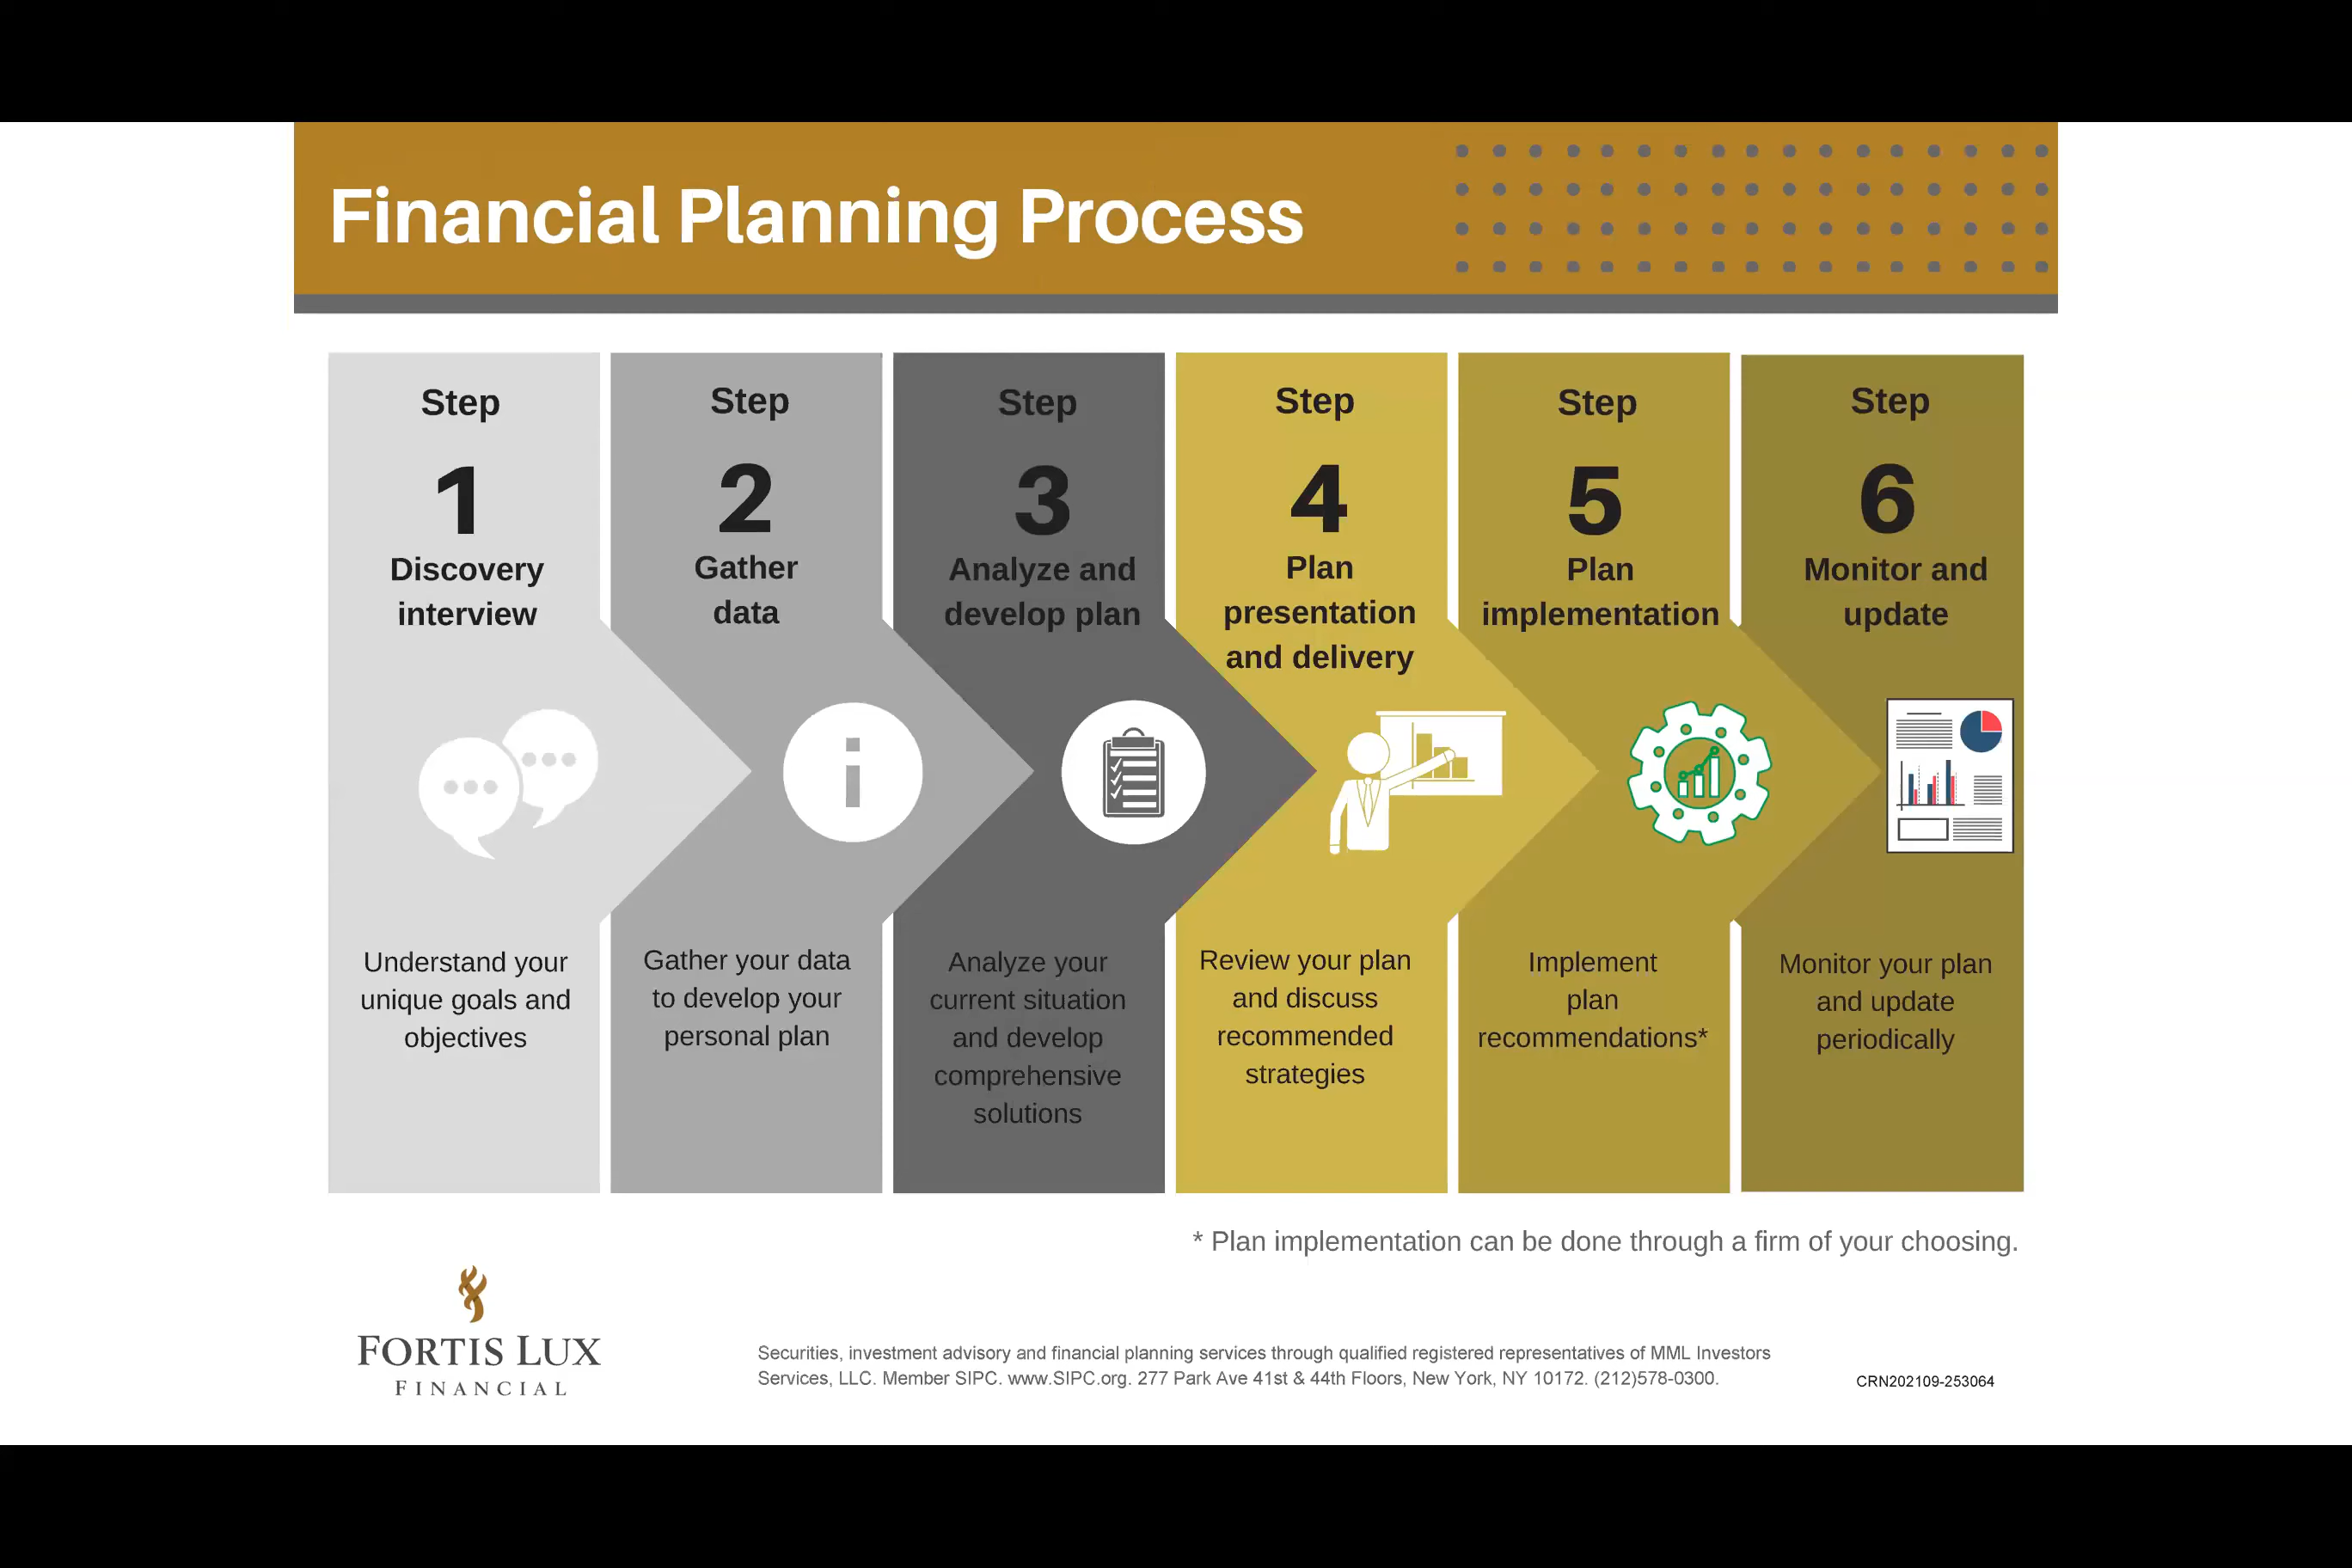 Financial Planning Process
Step
1
Discovery
interview
Understand your
unique goals and
objectives
Step
2
Gather
data
Gather your data
to develop your
personal plan
Step
3
Analyze and
develop plan
Analyze your
current situation
and develop
comprehensive
solutions
Step
4
Plan
presentation
and delivery
Review your plan
and discuss
recommended
strategies
Step
5
Plan
implementation
Implement
plan
recommendations*
Step
6
Monitor and
update
Monitor your plan
and update
periodically
* Plan implementation can be done through a firm of your choosing.
FORTIS LUX
FINANCIAL
Securities, investment advisory and financial planning services through qualified registered representatives of MML Investors
Services, LLC. Member SIPC. www.SIPC.org. 277 Park Ave 41st & 44th Floors, New York, NY 10172. (212)578-0300.
CRN202109-253064